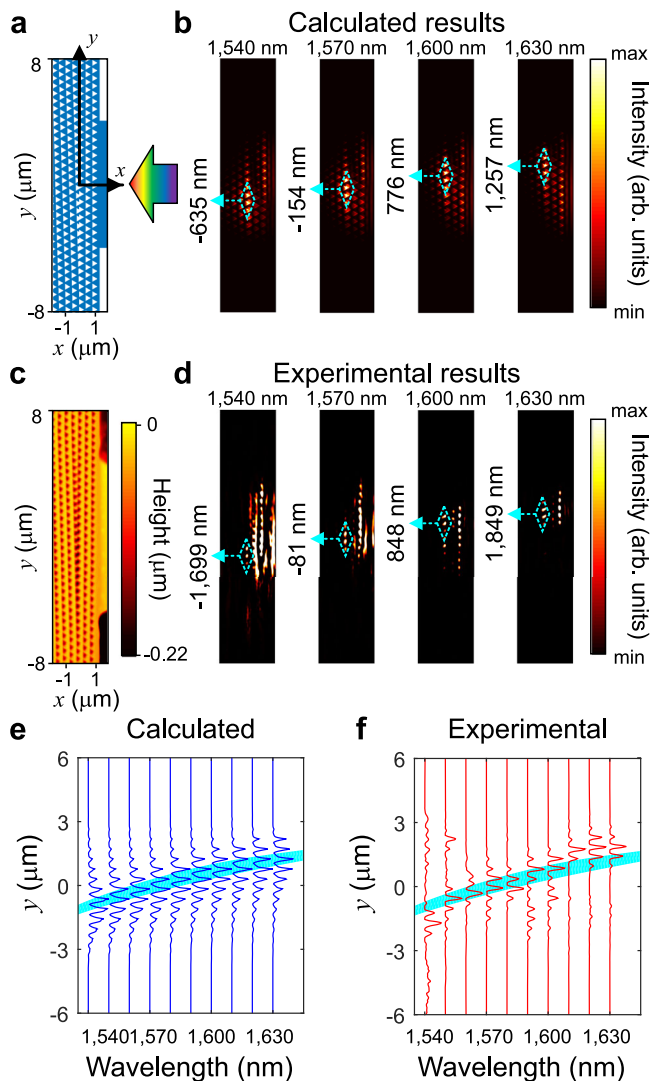 a
y
8
x
y (μm)
-8
-1 1
x (μm)
b
Calculated results
1,540 nm
1,570 nm
1,600 nm
1,630 nm
-635 nm
-154 nm
776 nm
1,257 nm
max
Intensity (arb. units)
min
c
8
y (μm)
-8
-1 1
x (μm)
0
Height (μm)
-0.22
d
Experimental results
1,540 nm
1,570 nm
1,600 nm
1,630 nm
-1,699 nm
-81 nm
848 nm
1,849 nm
max
Intensity (arb. units)
min
e
Calculated
6
3
0
-3
-6
y (μm)
1,540 1,570 1,600 1,630
Wavelength (nm)
f
Experimental
6
3
0
-3
-6
y (μm)
1,540 1,570 1,600 1,630
Wavelength (nm)